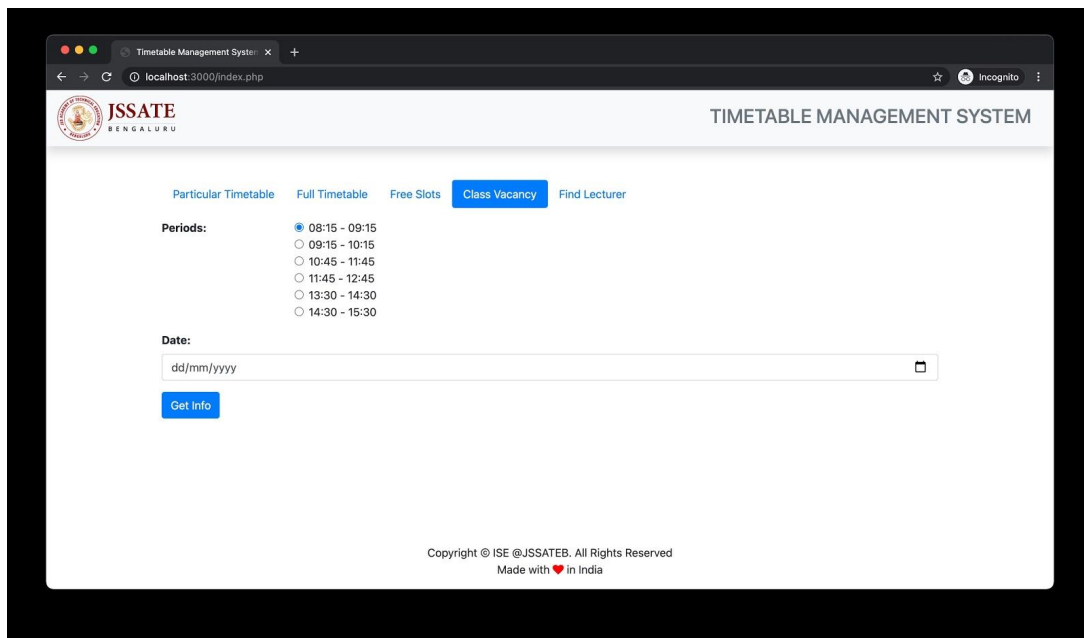 Timetable Management System
localhost:3000/index.php
Incognito
JSSATE
BENGALURU
TIMETABLE MANAGEMENT SYSTEM
Particular Timetable
Full Timetable
Free Slots
Class Vacancy
Find Lecturer
Periods:
08:15 - 09:15
09:15 - 10:15
10:45 - 11:45
11:45 - 12:45
13:30 - 14:30
14:30 - 15:30
Date:
dd/mm/yyyy
Get Info
Copyright © ISE @JSSATEB. All Rights Reserved
Made with ❤ in India